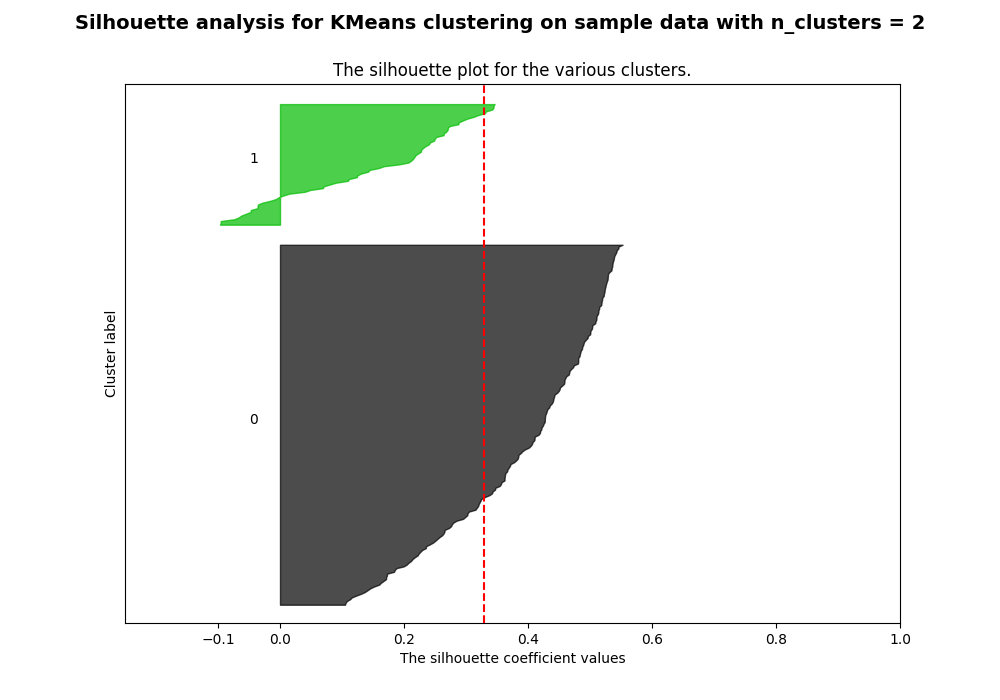 Silhouette analysis for KMeans clustering on sample data with n_clusters = 2
The silhouette plot for the various clusters.
1
0
Cluster label
−0.1 0.0 0.2 0.4 0.6 0.8 1.0
The silhouette coefficient values